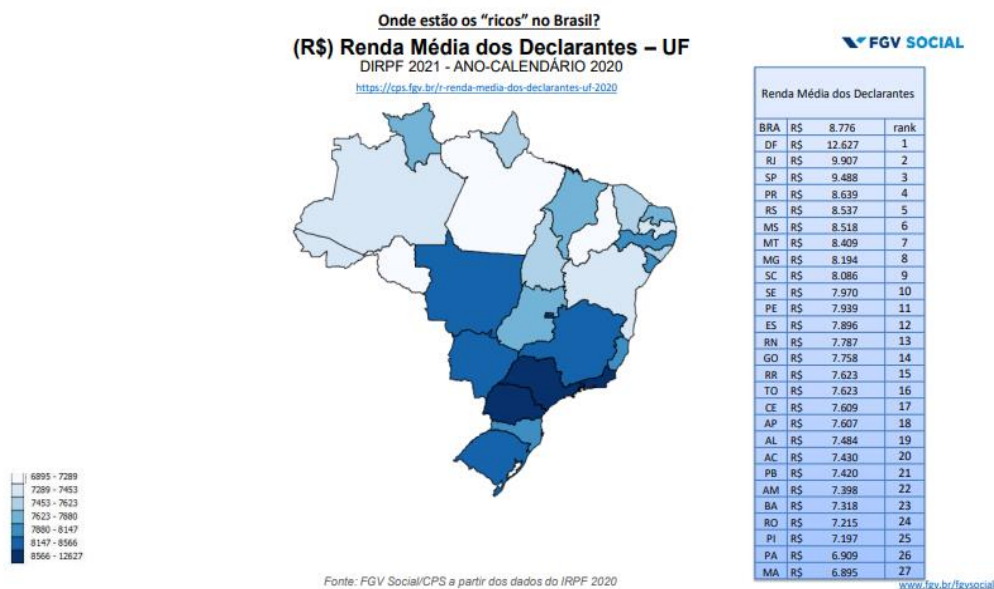 Onde estão os “ricos” no Brasil?
(R$) Renda Média dos Declarantes – UF
DIRPF 2021 - ANO-CALENDÁRIO 2020
https://cps.fgv.br/r-renda-media-dos-declarantes-uf-2020
FGV SOCIAL
Renda Média dos Declarantes
BRA R$ 8.776 rank
DF R$ 12.627 1
RJ R$ 9.907 2
SP R$ 9.488 3
PR R$ 8.639 4
RS R$ 8.537 5
MS R$ 8.518 6
MT R$ 8.409 7
MG R$ 8.194 8
SC R$ 8.086 9
SE R$ 7.970 10
PE R$ 7.939 11
ES R$ 7.896 12
RN R$ 7.787 13
GO R$ 7.758 14
RR R$ 7.623 15
TO R$ 7.623 16
CE R$ 7.609 17
AP R$ 7.607 18
AL R$ 7.484 19
AC R$ 7.430 20
PB R$ 7.420 21
AM R$ 7.398 22
BA R$ 7.318 23
RO R$ 7.215 24
PI R$ 7.197 25
PA R$ 6.909 26
MA R$ 6.895 27
6895 - 7289
7289 - 7453
7453 - 7623
7623 - 7880
7880 - 8147
8147 - 8566
8566 - 12627
Fonte: FGV Social/CPS a partir dos dados do IRPF 2020
www.fgv.br/fgvsocial